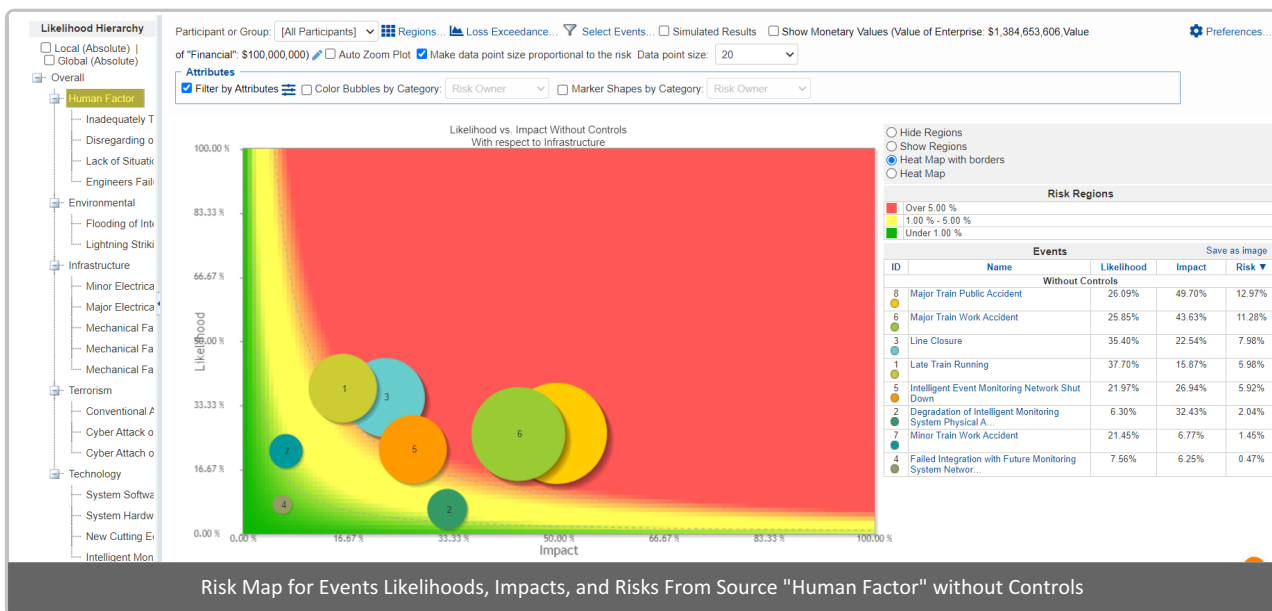 Likelihood Hierarchy
Local (Absolute) |
Global (Absolute)
Overall
Human Factor
Inadequately T
Disregarding o
Lack of Situatio
Engineers Fail
Environmental
Flooding of Int
Lightning Striki
Infrastructure
Minor Electrica
Major Electrica
Mechanical Fa
Mechanical Fa
Mechanical Fa
Terrorism
Conventional A
Cyber Attack o
Cyber Attach o
Technology
System Softwa
System Hardw
New Cutting E
Intelligent Mon
Participant or Group: [All Participants] Regions... Loss Exceedance... Select Events... Simulated Results Show Monetary Values (Value of Enterprise: $1,384,653,606,Value
Preferences...
of "Financial": $100,000,000) Auto Zoom Plot Make data point size proportional to the risk Data point size: 20
Attributes
Filter by Attributes Color Bubbles by Category: Risk Owner Marker Shapes by Category: Risk Owner
Likelihood vs. Impact Without Controls
With respect to Infrastructure
100.00 %
83.33 %
66.67 %
50.00 %
33.33 %
16.67 %
0.00 %
Likelihood
1
3
6
5
7
4
2
0.00 % 16.67 % 33.33 % 50.00 % 66.67 % 83.33 % 100.00 %
Impact
Hide Regions
Show Regions
Heat Map with borders
Heat Map
Risk Regions
Over 5.00 %
1.00 % - 5.00 %
Under 1.00 %
Events Save as image
ID Name Likelihood Impact Risk ▼
Without Controls
8 Major Train Public Accident 26.09% 49.70% 12.97%
6 Major Train Work Accident 25.85% 43.63% 11.28%
3 Line Closure 35.40% 22.54% 7.98%
1 Late Train Running 37.70% 15.87% 5.98%
5 Intelligent Event Monitoring Network Shut 21.97% 26.94% 5.92%
Down
2 Degradation of Intelligent Monitoring 6.30% 32.43% 2.04%
System Physical A...
7 Minor Train Work Accident 21.45% 6.77% 1.45%
4 Failed Integration with Future Monitoring 7.56% 6.25% 0.47%
System Networ...
Risk Map for Events Likelihoods, Impacts, and Risks From Source "Human Factor" without Controls